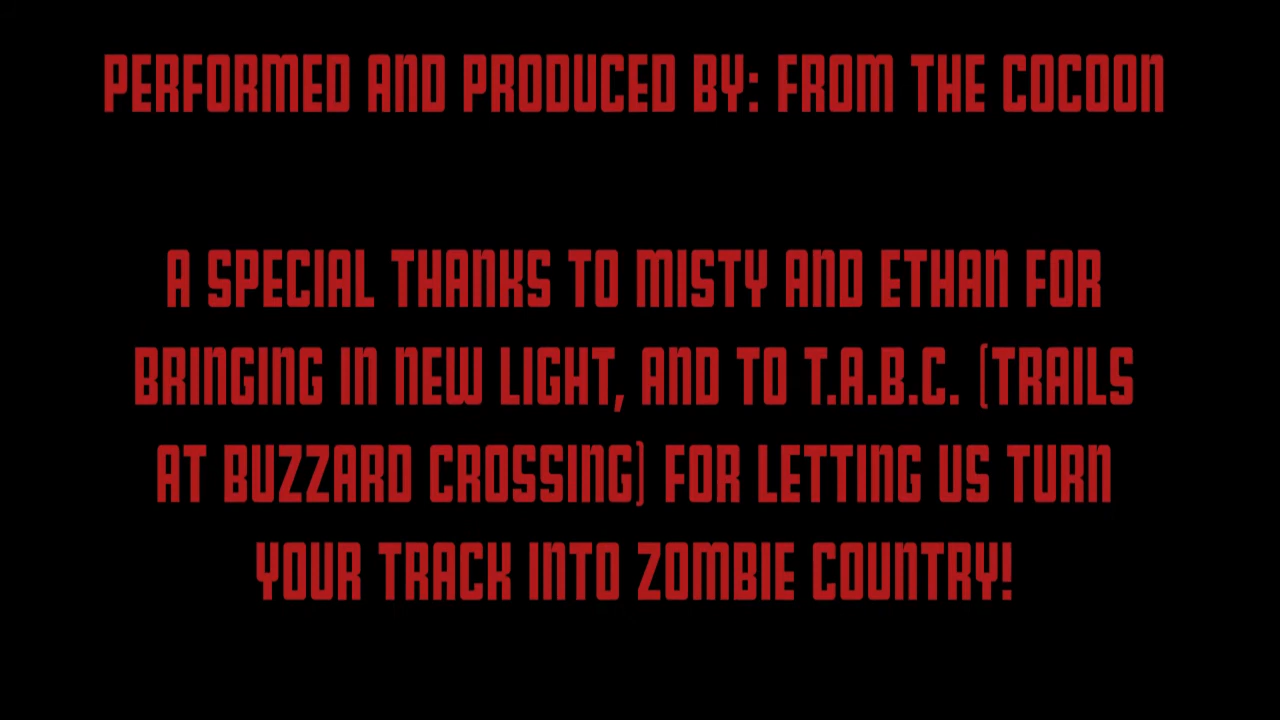 PERFORMED AND PRODUCED BY: FROM THE COCOON
A SPECIAL THANKS TO MISTY AND ETHAN FOR
BRINGING IN NEW LIGHT, AND TO T.A.B.C. (TRAILS
AT BUZZARD CROSSING) FOR LETTING US TURN
YOUR TRACK INTO ZOMBIE COUNTRY!